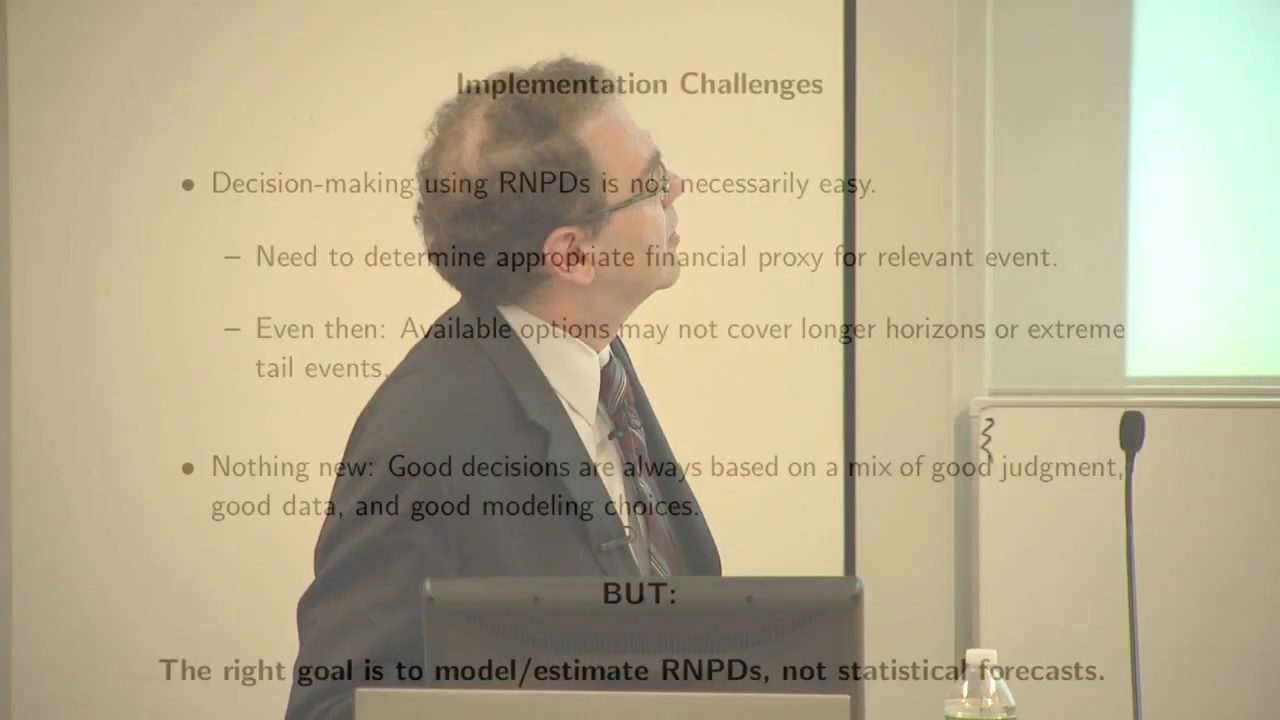 Implementation Challenges
• Decision-making using RNPDs is not necessarily easy.
– Need to determine appropriate financial proxy for relevant event.
– Even then: Available options may not cover longer horizons or extreme
tail events.
• Nothing new: Good decisions are always based on a mix of good judgment,
good data, and good modeling choices.
BUT:
The right goal is to model/estimate RNPDs, not statistical forecasts.